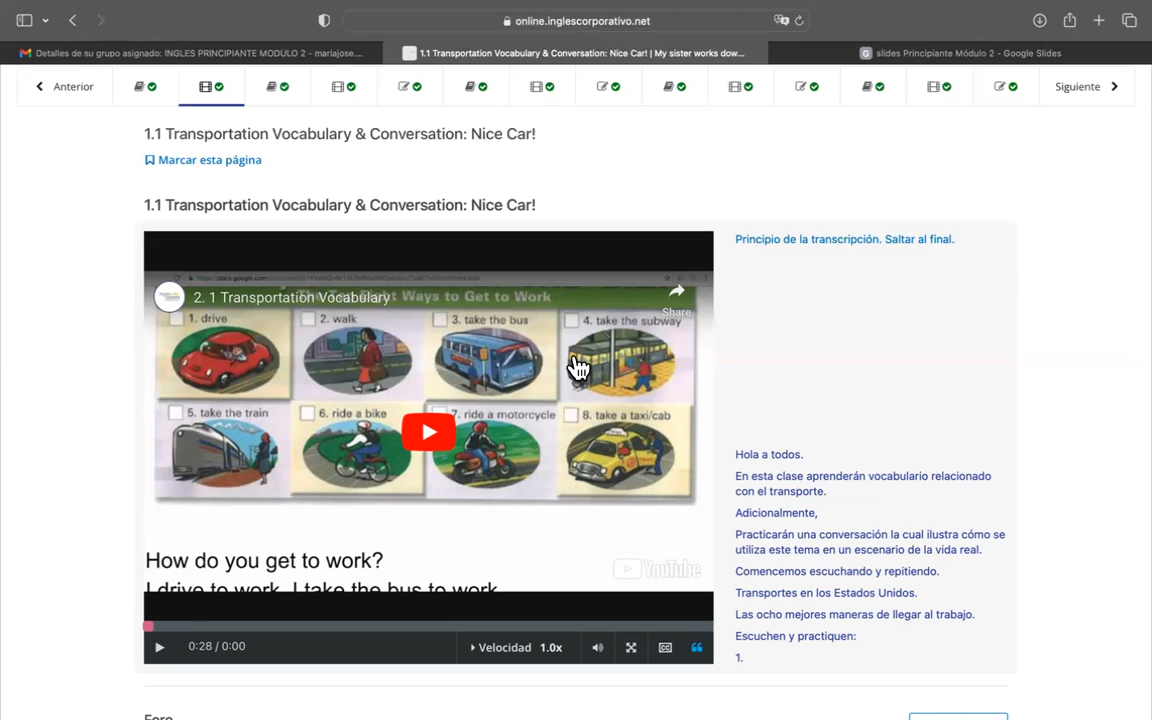 online.inglescorporativo.net
Detalles de su grupo asignado: INGLES PRINCIPIANTE MODULO 2 - mariajose...
1.1 Transportation Vocabulary & Conversation: Nice Car! | My sister works dow...
slides Principiante Módulo 2 - Google Slides
Anterior
Siguiente
1.1 Transportation Vocabulary & Conversation: Nice Car!
Marcar esta página
1.1 Transportation Vocabulary & Conversation: Nice Car!
2. 1 Transportation Vocabulary
Ways to Get to Work
Share
1. drive
2. walk
3. take the bus
4. take the subway
5. take the train
6. ride a bike
7. ride a motorcycle
8. take a taxi/cab
How do you get to work?
I drive to work. I take the bus to work.
YouTube
0:28 / 0:00
Velocidad 1.0x
CC
Principio de la transcripción. Saltar al final.
Hola a todos.
En esta clase aprenderán vocabulario relacionado
con el transporte.
Adicionalmente,
Practicarán una conversación la cual ilustra cómo se
utiliza este tema en un escenario de la vida real.
Comencemos escuchando y repitiendo.
Transportes en los Estados Unidos.
Las ocho mejores maneras de llegar al trabajo.
Escuchen y practiquen:
1.
Foro